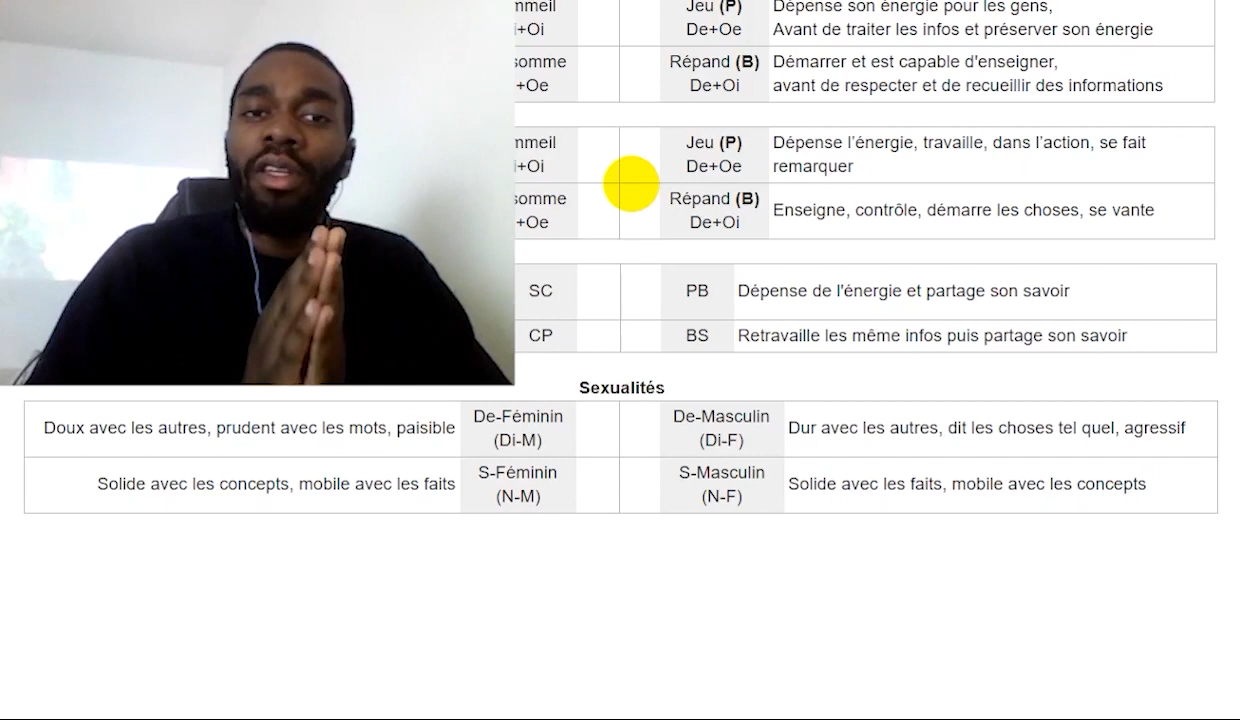 Jeu (P) Dépense son énergie pour les gens,
De+Oe Avant de traiter les infos et préserver son énergie
+Oi
Répand (B) Démarrer et est capable d'enseigner,
De+Oi avant de respecter et de recueillir des informations
+Oe
Jeu (P) Dépense l'énergie, travaille, dans l'action, se fait
De+Oe remarquer
+Oi
Répand (B)
De+Oi
Enseigne, contrôle, démarre les choses, se vante
+Oe
SC PB Dépense de l'énergie et partage son savoir
CP BS Retravaille les même infos puis partage son savoir
Sexualités
Doux avec les autres, prudent avec les mots, paisible
De-Féminin
(Di-M)
De-Masculin
(Di-F)
Dur avec les autres, dit les choses tel quel, agressif
Solide avec les concepts, mobile avec les faits
S-Féminin
(N-M)
S-Masculin
(N-F)
Solide avec les faits, mobile avec les concepts